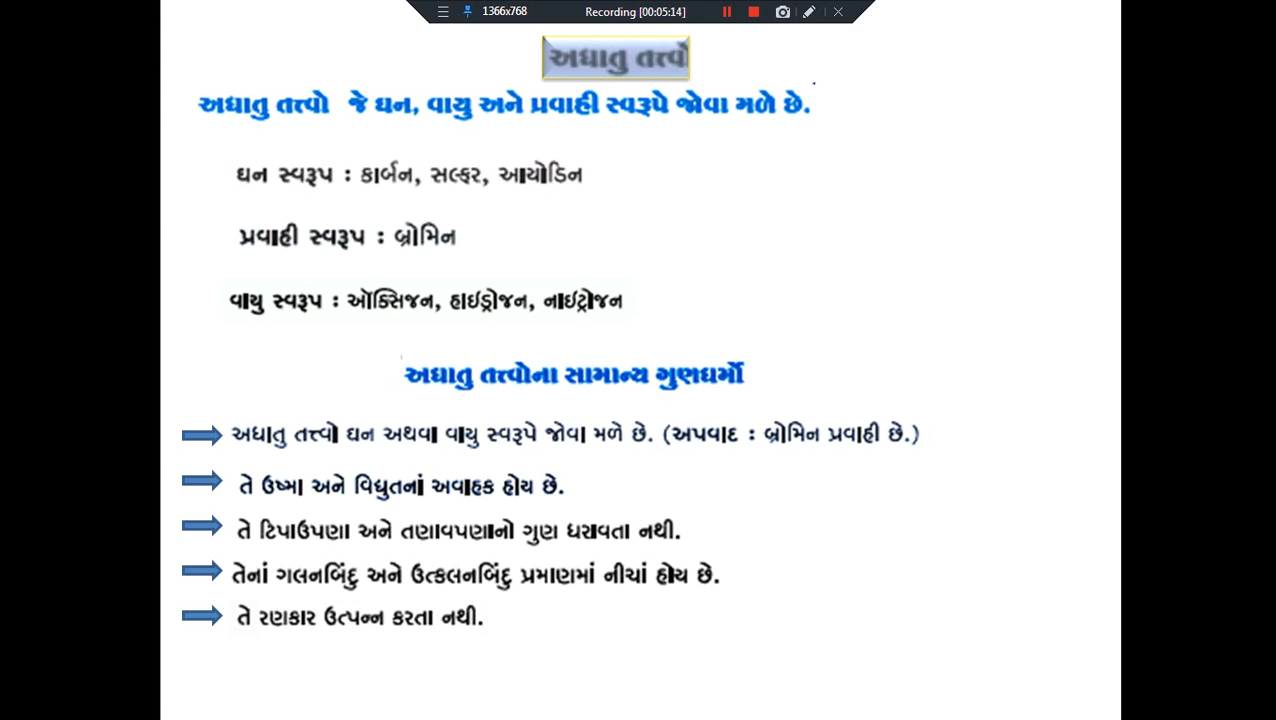 1366x768 Recording [00:05:14]
અધાતુ તત્ત્વો
અધાતુ તત્ત્વો જે ઘન, વાયુ અને પ્રવાહી સ્વરૂપે જોવા મળે છે.
ઘન સ્વરૂપ : કાર્બન, સલ્ફર, આયોડિન
પ્રવાહી સ્વરૂપ : બ્રોમિન
વાયુ સ્વરૂપ : ઑક્સિજન, હાઈડ્રોજન, નાઈટ્રોજન
અધાતુ તત્ત્વોના સામાન્ય ગુણધર્મો
અધાતુ તત્ત્વો ઘન અથવા વાયુ સ્વરૂપે જોવા મળે છે. (અપવાદ : બ્રોમિન પ્રવાહી છે.)
તે ઉષ્મા અને વિદ્યુતનાં અવાહક હોય છે.
તે ટિપાઉપણા અને તણાવપણાનો ગુણ ધરાવતા નથી.
તેનાં ગલનબિંદુ અને ઉત્કલનબિંદુ પ્રમાણમાં નીચાં હોય છે.
તે રણકાર ઉત્પન્ન કરતા નથી.